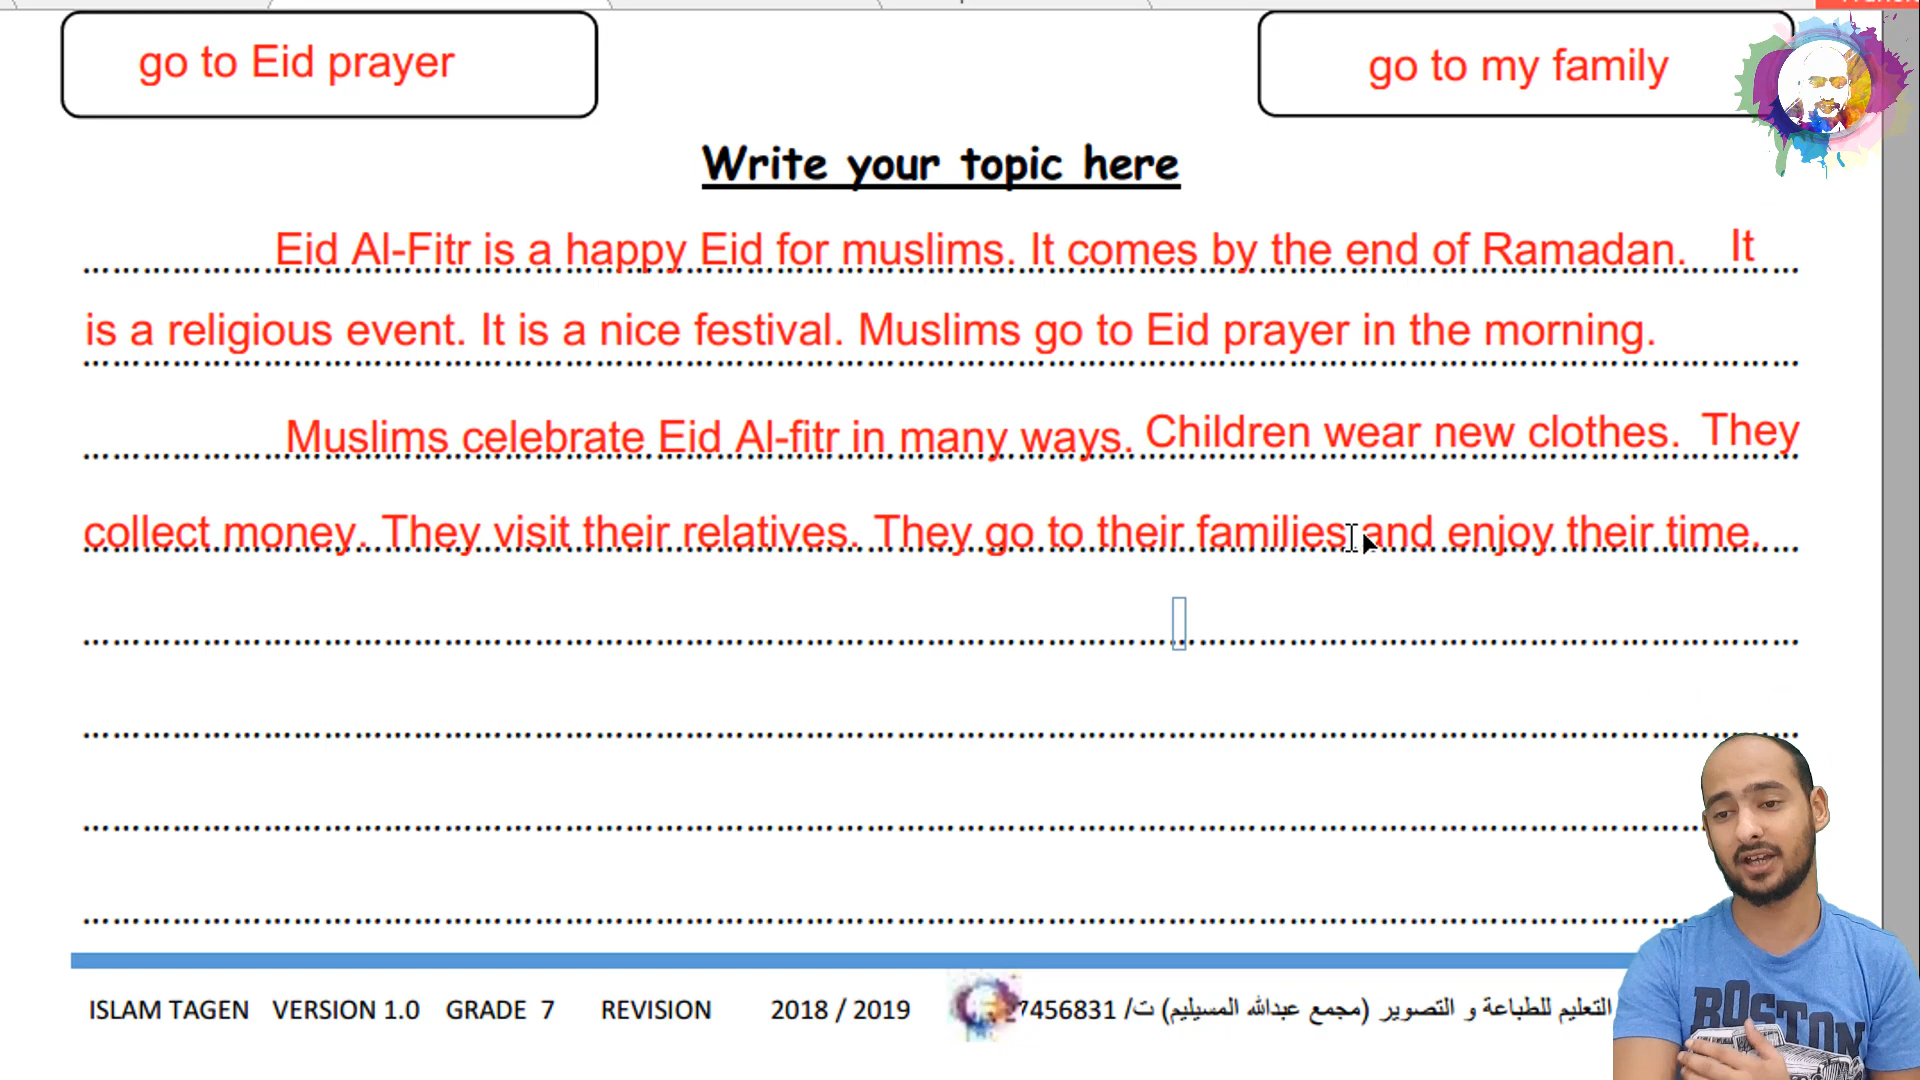 go to Eid prayer
go to my family
Write your topic here
Eid Al-Fitr is a happy Eid for muslims. It comes by the end of Ramadan. It
is a religious event. It is a nice festival. Muslims go to Eid prayer in the morning.
Muslims celebrate Eid Al-fitr in many ways. Children wear new clothes. They
collect money. They visit their relatives. They go to their families and enjoy their time.
ISLAM TAGEN VERSION 1.0 GRADE 7 REVISION 2018 / 2019 التعليم للطباعة و التصوير (مجمع عبدالله المسيليم) ت/ 7456831
BOSTON